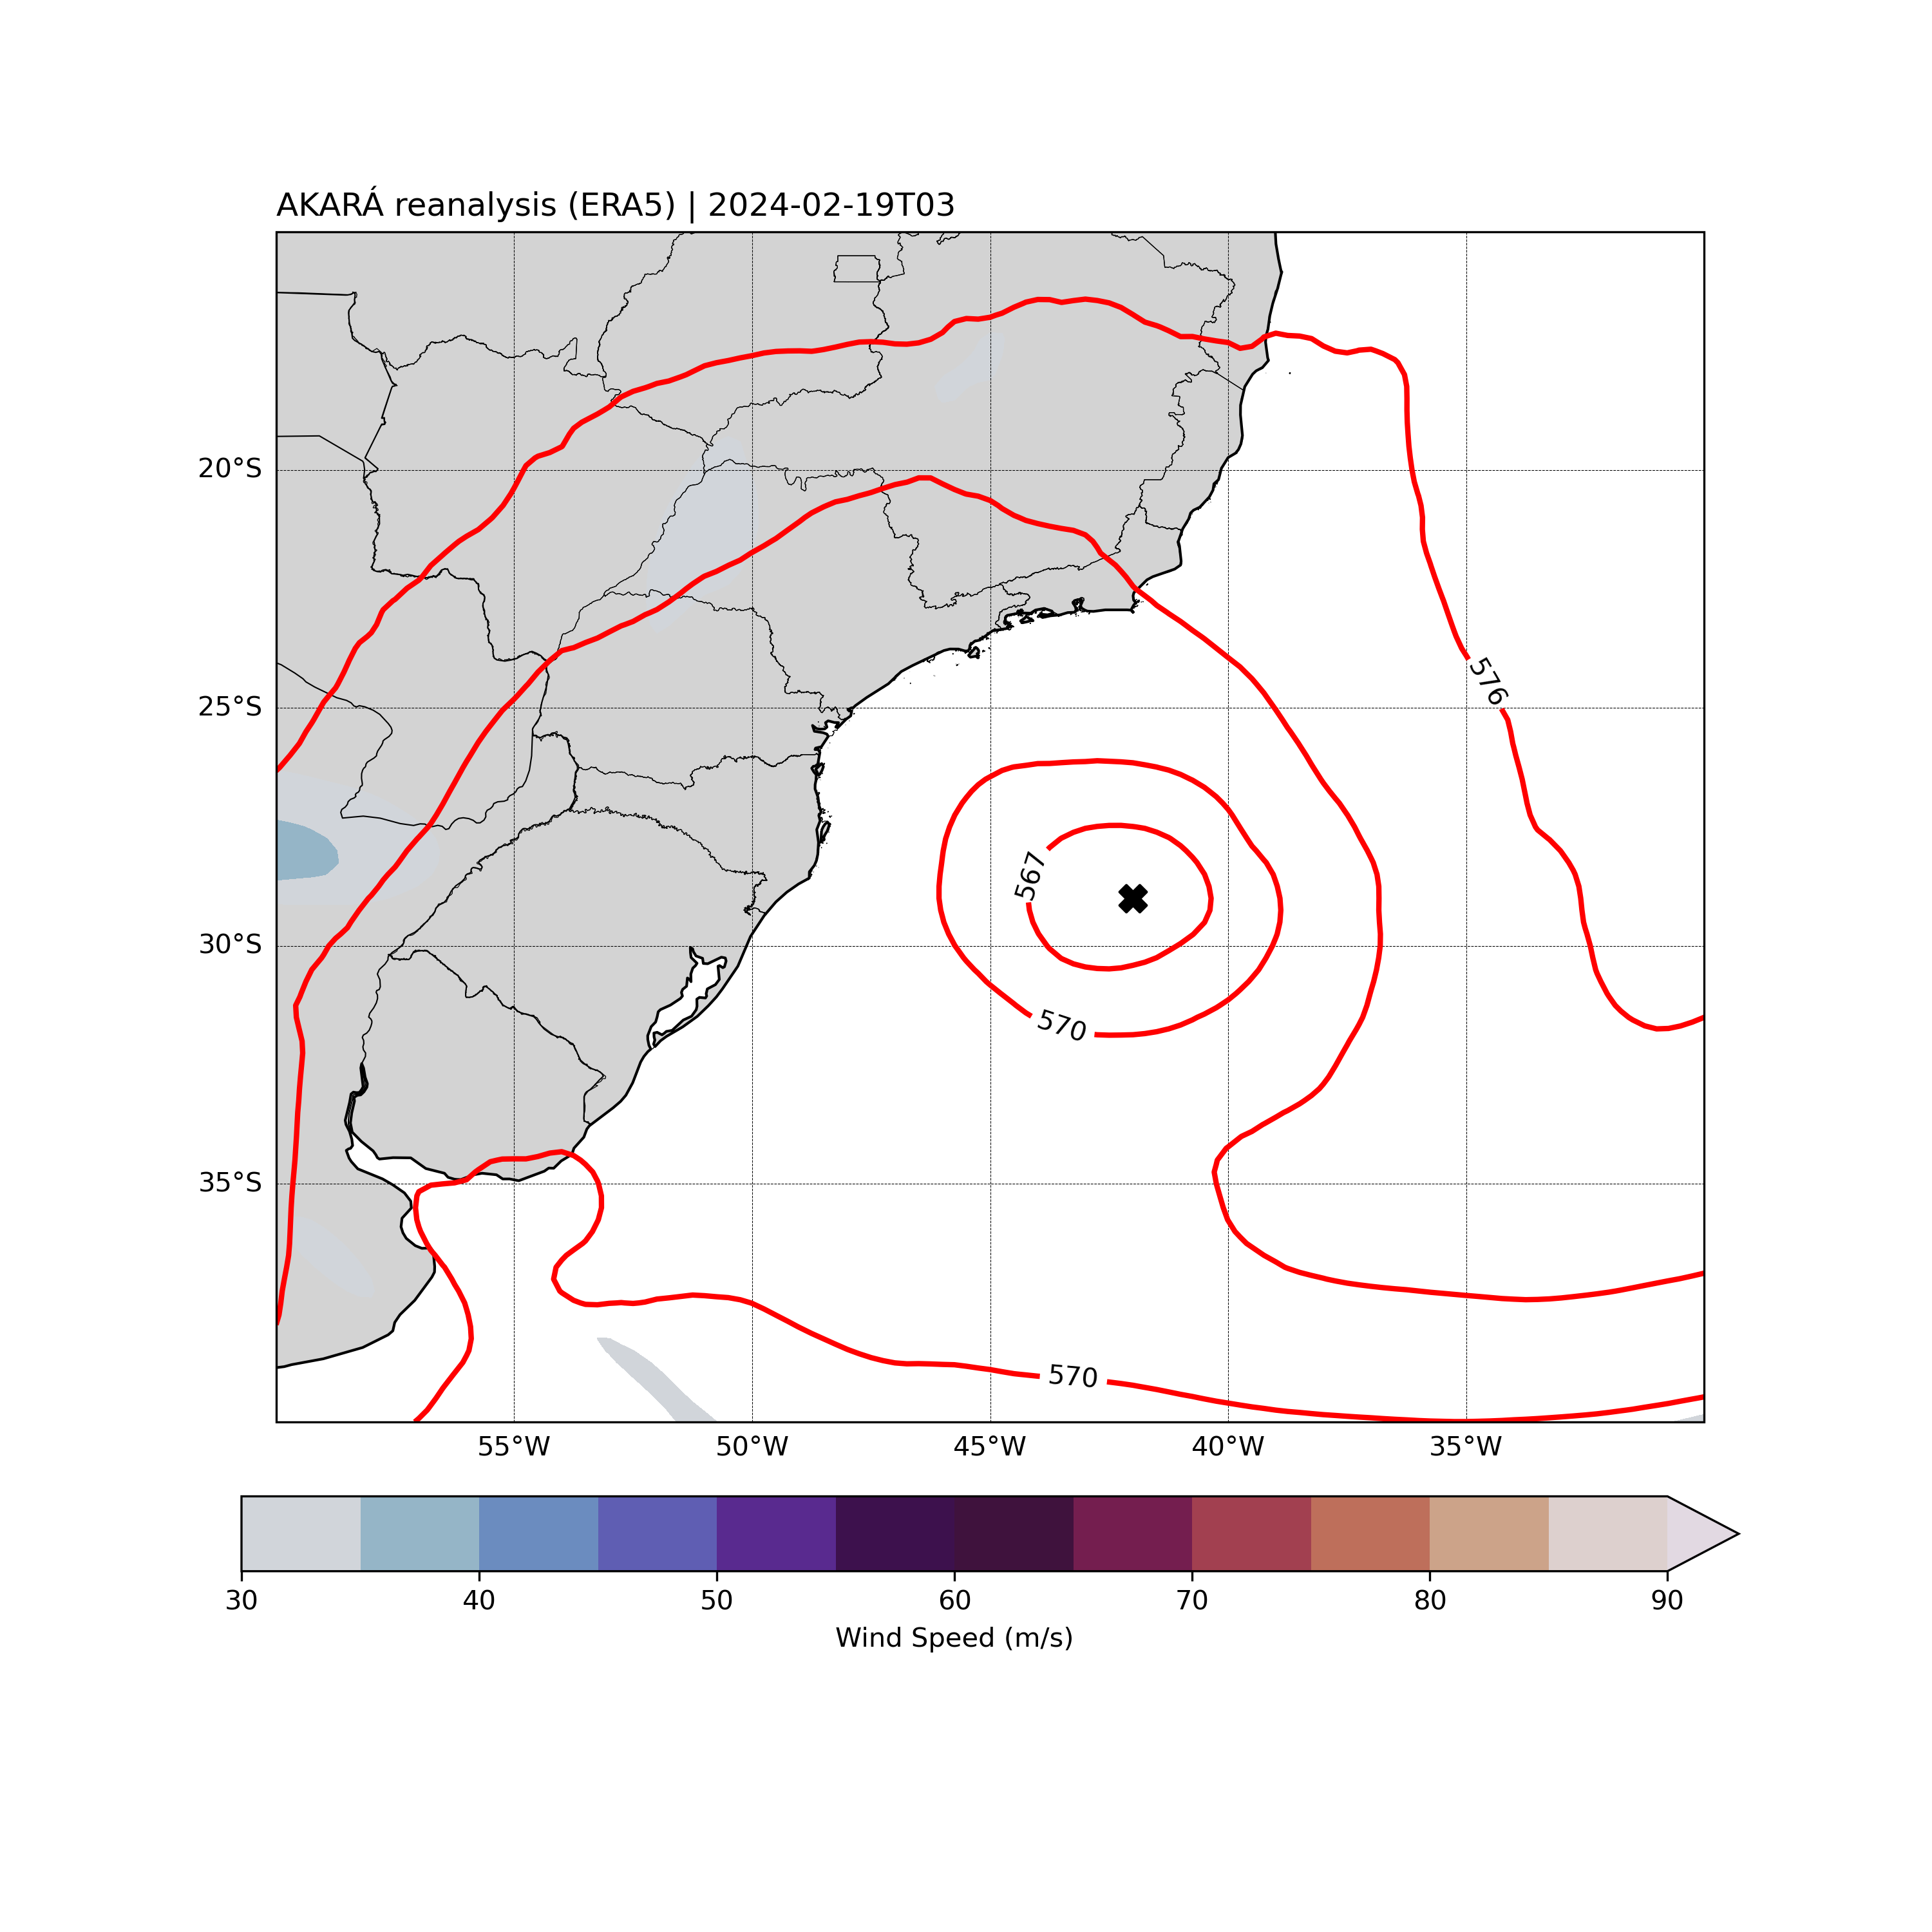 AKARÁ reanalysis (ERA5) | 2024-02-19T03
20°S
25°S
30°S
35°S
576
567
570
570
55°W 50°W 45°W 40°W 35°W
30 40 50 60 70 80 90
Wind Speed (m/s)